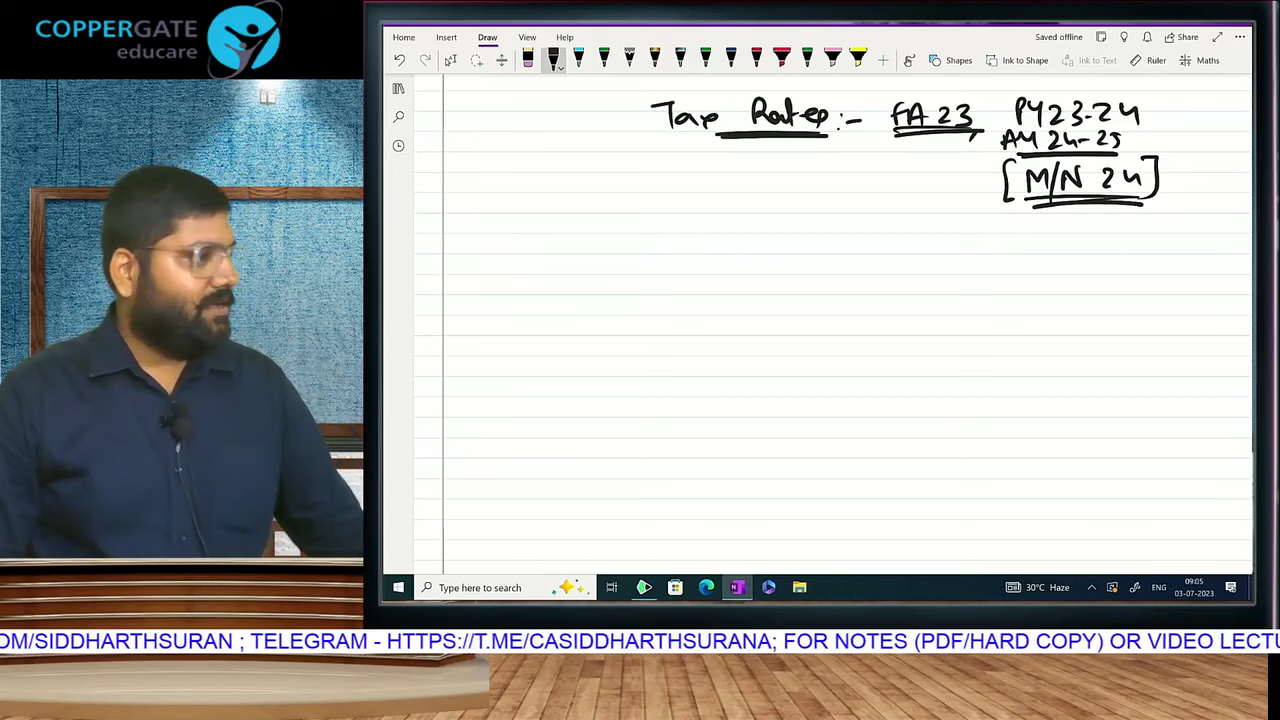 COPPERGATE
educare
Home Insert Draw View Help
Saved offline
Share
Shapes
Ink to Shape
Ink to Text
Ruler
Maths
Tax Rates :- FA 23 PY 23-24
AY 24-25
[ M/N 24 ]
Type here to search
30°C Haze
ENG
09:05
03-07-2023
OM/SIDDHARTHSURAN ; TELEGRAM - HTTPS://T.ME/CASIDDHARTHSURANA; FOR NOTES (PDF/HARD COPY) OR VIDEO LECTU